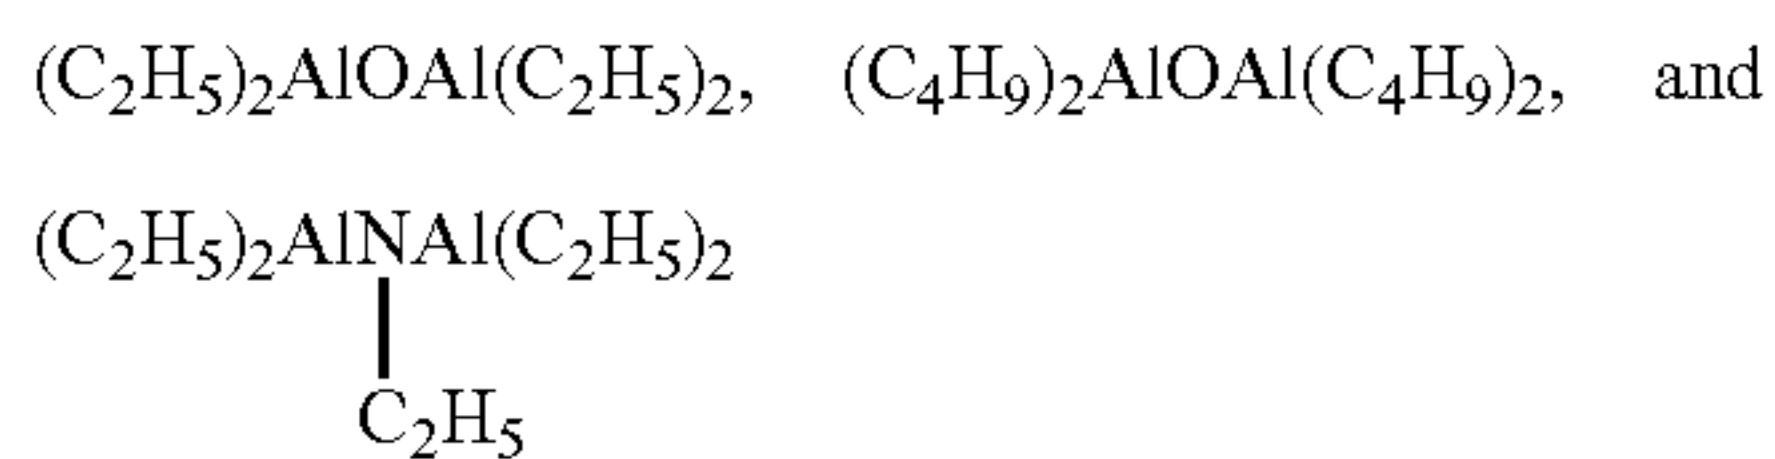 (C₂H₅)₂AlOAl(C₂H₅)₂, (C₄H₉)₂AlOAl(C₄H₉)₂, and
(C₂H₅)₂AlNAl(C₂H₅)₂
C₂H₅